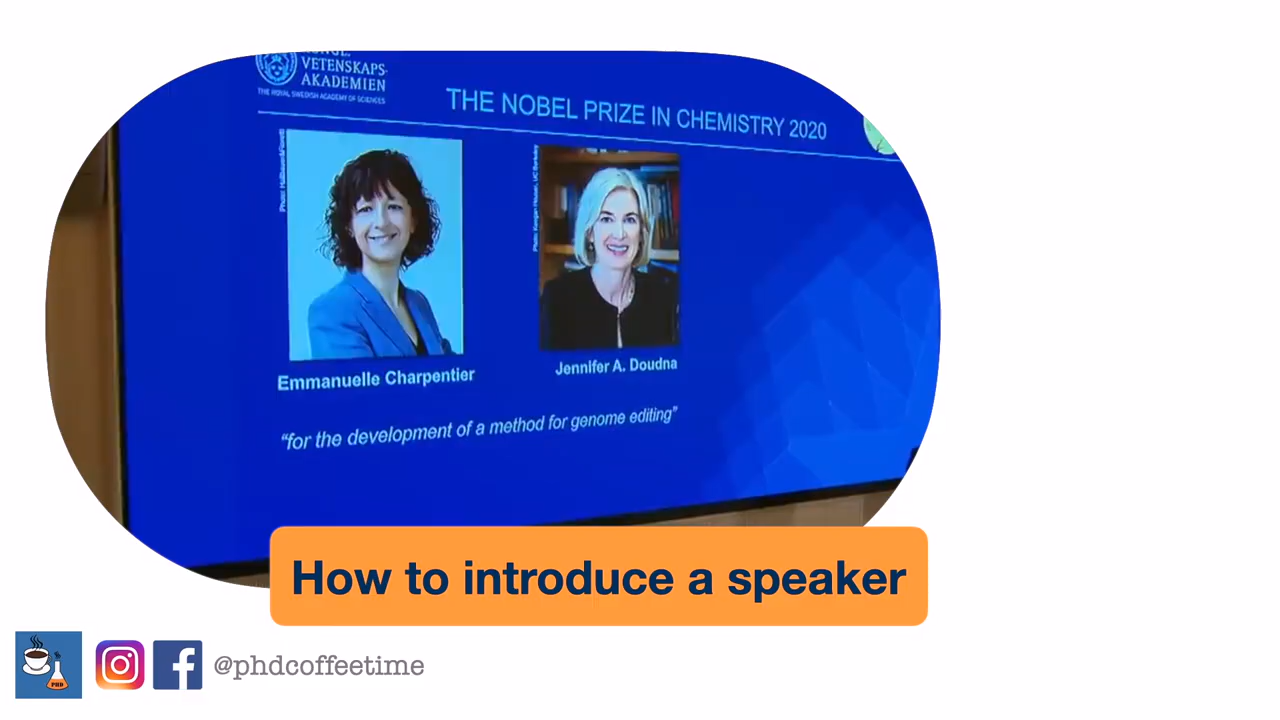 VETENSKAPS-
AKADEMIEN
THE ROYAL SWEDISH ACADEMY OF SCIENCES
THE NOBEL PRIZE IN CHEMISTRY 2020
Emmanuelle Charpentier
Jennifer A. Doudna
“for the development of a method for genome editing”
How to introduce a speaker
PHD
@phdcoffeetime